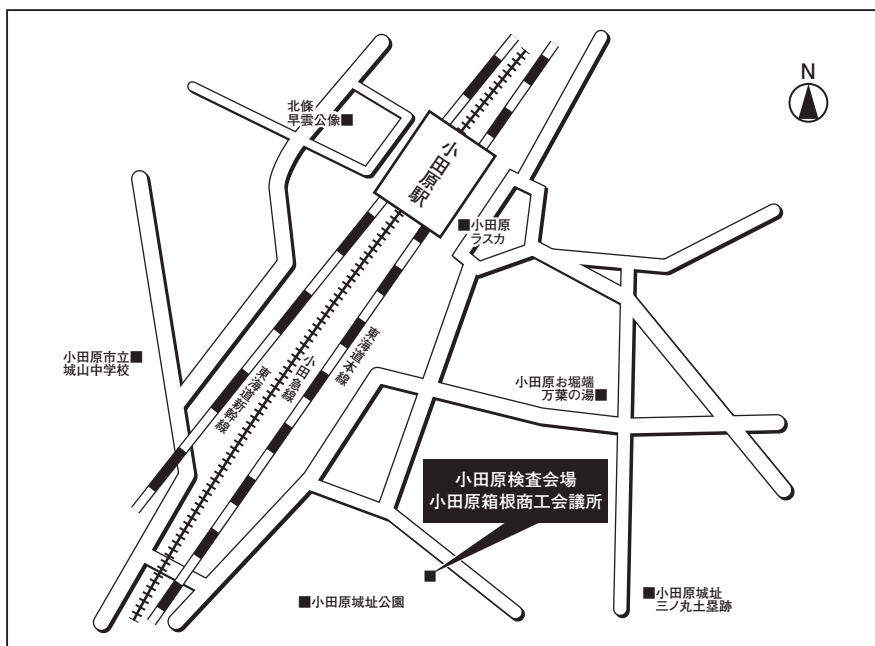 N
北條
早雲公像■
小田原駅
■小田原
ラスカ
小田原市立■
城山中学校
東海道本線
小田急線
東海道新幹線
小田原お堀端
万葉の湯■
小田原検査会場
小田原箱根商工会議所
■小田原城址公園
■小田原城址
三ノ丸土塁跡